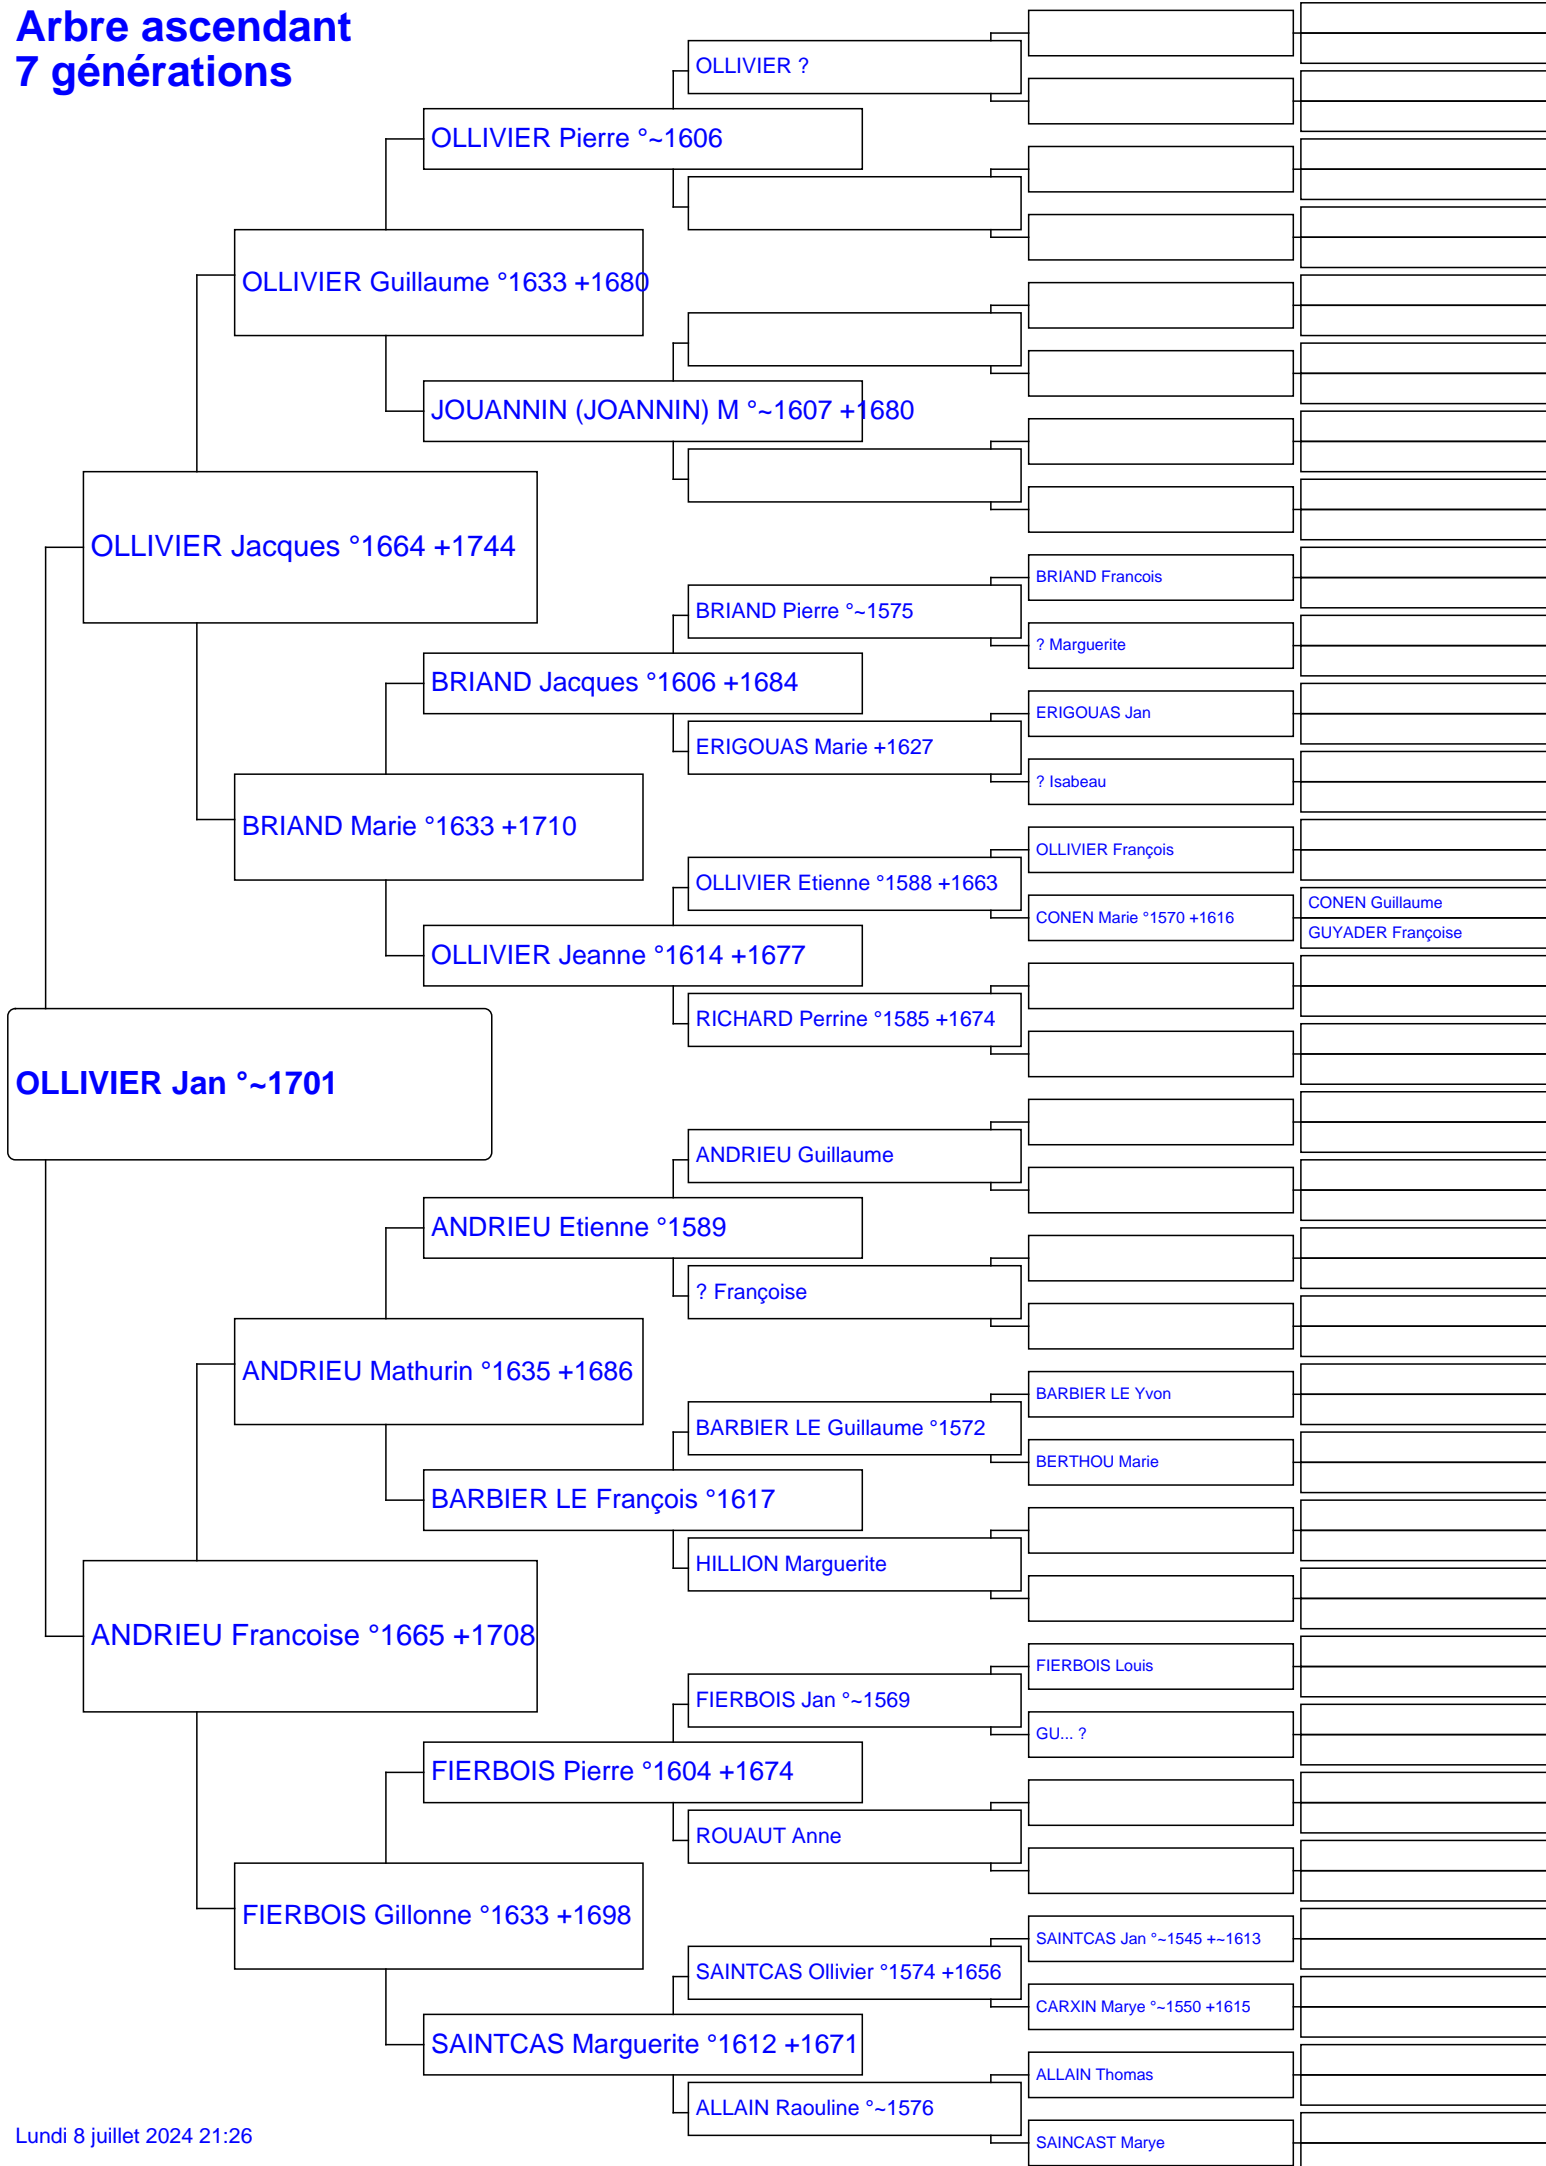 Arbre ascendant
7 générations
OLLIVIER ?
OLLIVIER Pierre °~1606
OLLIVIER Guillaume °1633 +1680
JOUANNIN (JOANNIN) M °~1607 +1680
OLLIVIER Jacques °1664 +1744
BRIAND Francois
BRIAND Pierre °~1575
? Marguerite
BRIAND Jacques °1606 +1684
ERIGOUAS Jan
ERIGOUAS Marie +1627
? Isabeau
BRIAND Marie °1633 +1710
OLLIVIER François
OLLIVIER Etienne °1588 +1663
CONEN Guillaume
CONEN Marie °1570 +1616
GUYADER Françoise
OLLIVIER Jeanne °1614 +1677
RICHARD Perrine °1585 +1674
OLLIVIER Jan °~1701
ANDRIEU Guillaume
ANDRIEU Etienne °1589
? Françoise
ANDRIEU Mathurin °1635 +1686
BARBIER LE Yvon
BARBIER LE Guillaume °1572
BERTHOU Marie
BARBIER LE François °1617
HILLION Marguerite
ANDRIEU Francoise °1665 +1708
FIERBOIS Louis
FIERBOIS Jan °~1569
GU... ?
FIERBOIS Pierre °1604 +1674
ROUAUT Anne
FIERBOIS Gillonne °1633 +1698
SAINTCAS Jan °~1545 +~1613
SAINTCAS Ollivier °1574 +1656
CARXIN Marye °~1550 +1615
SAINTCAS Marguerite °1612 +1671
ALLAIN Thomas
ALLAIN Raouline °~1576
SAINCAST Marye
Lundi 8 juillet 2024 21:26